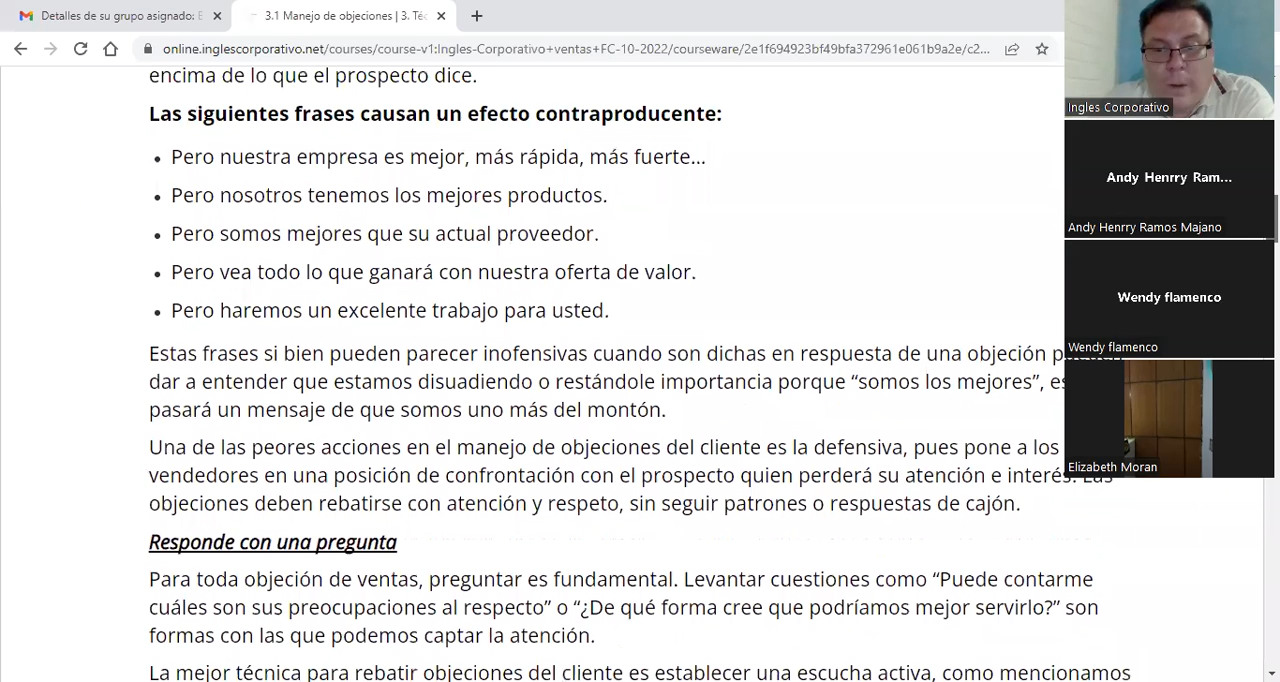 Detalles de su grupo asignado: E
3.1 Manejo de objeciones | 3. Téc
online.inglescorporativo.net/courses/course-v1:Ingles-Corporativo+ventas+FC-10-2022/courseware/2e1f694923bf49bfa372961e061b9a2e/c2...
encima de lo que el prospecto dice.
Las siguientes frases causan un efecto contraproducente:
Pero nuestra empresa es mejor, más rápida, más fuerte...
Pero nosotros tenemos los mejores productos.
Pero somos mejores que su actual proveedor.
Pero vea todo lo que ganará con nuestra oferta de valor.
Pero haremos un excelente trabajo para usted.
Estas frases si bien pueden parecer inofensivas cuando son dichas en respuesta de una objeción
dar a entender que estamos disuadiendo o restándole importancia porque “somos los mejores”,
pasará un mensaje de que somos uno más del montón.
Una de las peores acciones en el manejo de objeciones del cliente es la defensiva, pues pone a los
vendedores en una posición de confrontación con el prospecto quien perderá su atención e interés. Las
objeciones deben rebatirse con atención y respeto, sin seguir patrones o respuestas de cajón.
Responde con una pregunta
Para toda objeción de ventas, preguntar es fundamental. Levantar cuestiones como “Puede contarme
cuáles son sus preocupaciones al respecto” o “¿De qué forma cree que podríamos mejor servirlo?” son
formas con las que podemos captar la atención.
La mejor técnica para rebatir objeciones del cliente es establecer una escucha activa, como mencionamos
Ingles Corporativo
Andy Henrry Ram...
Andy Henrry Ramos Majano
Wendy flamenco
Wendy flamenco
Elizabeth Moran